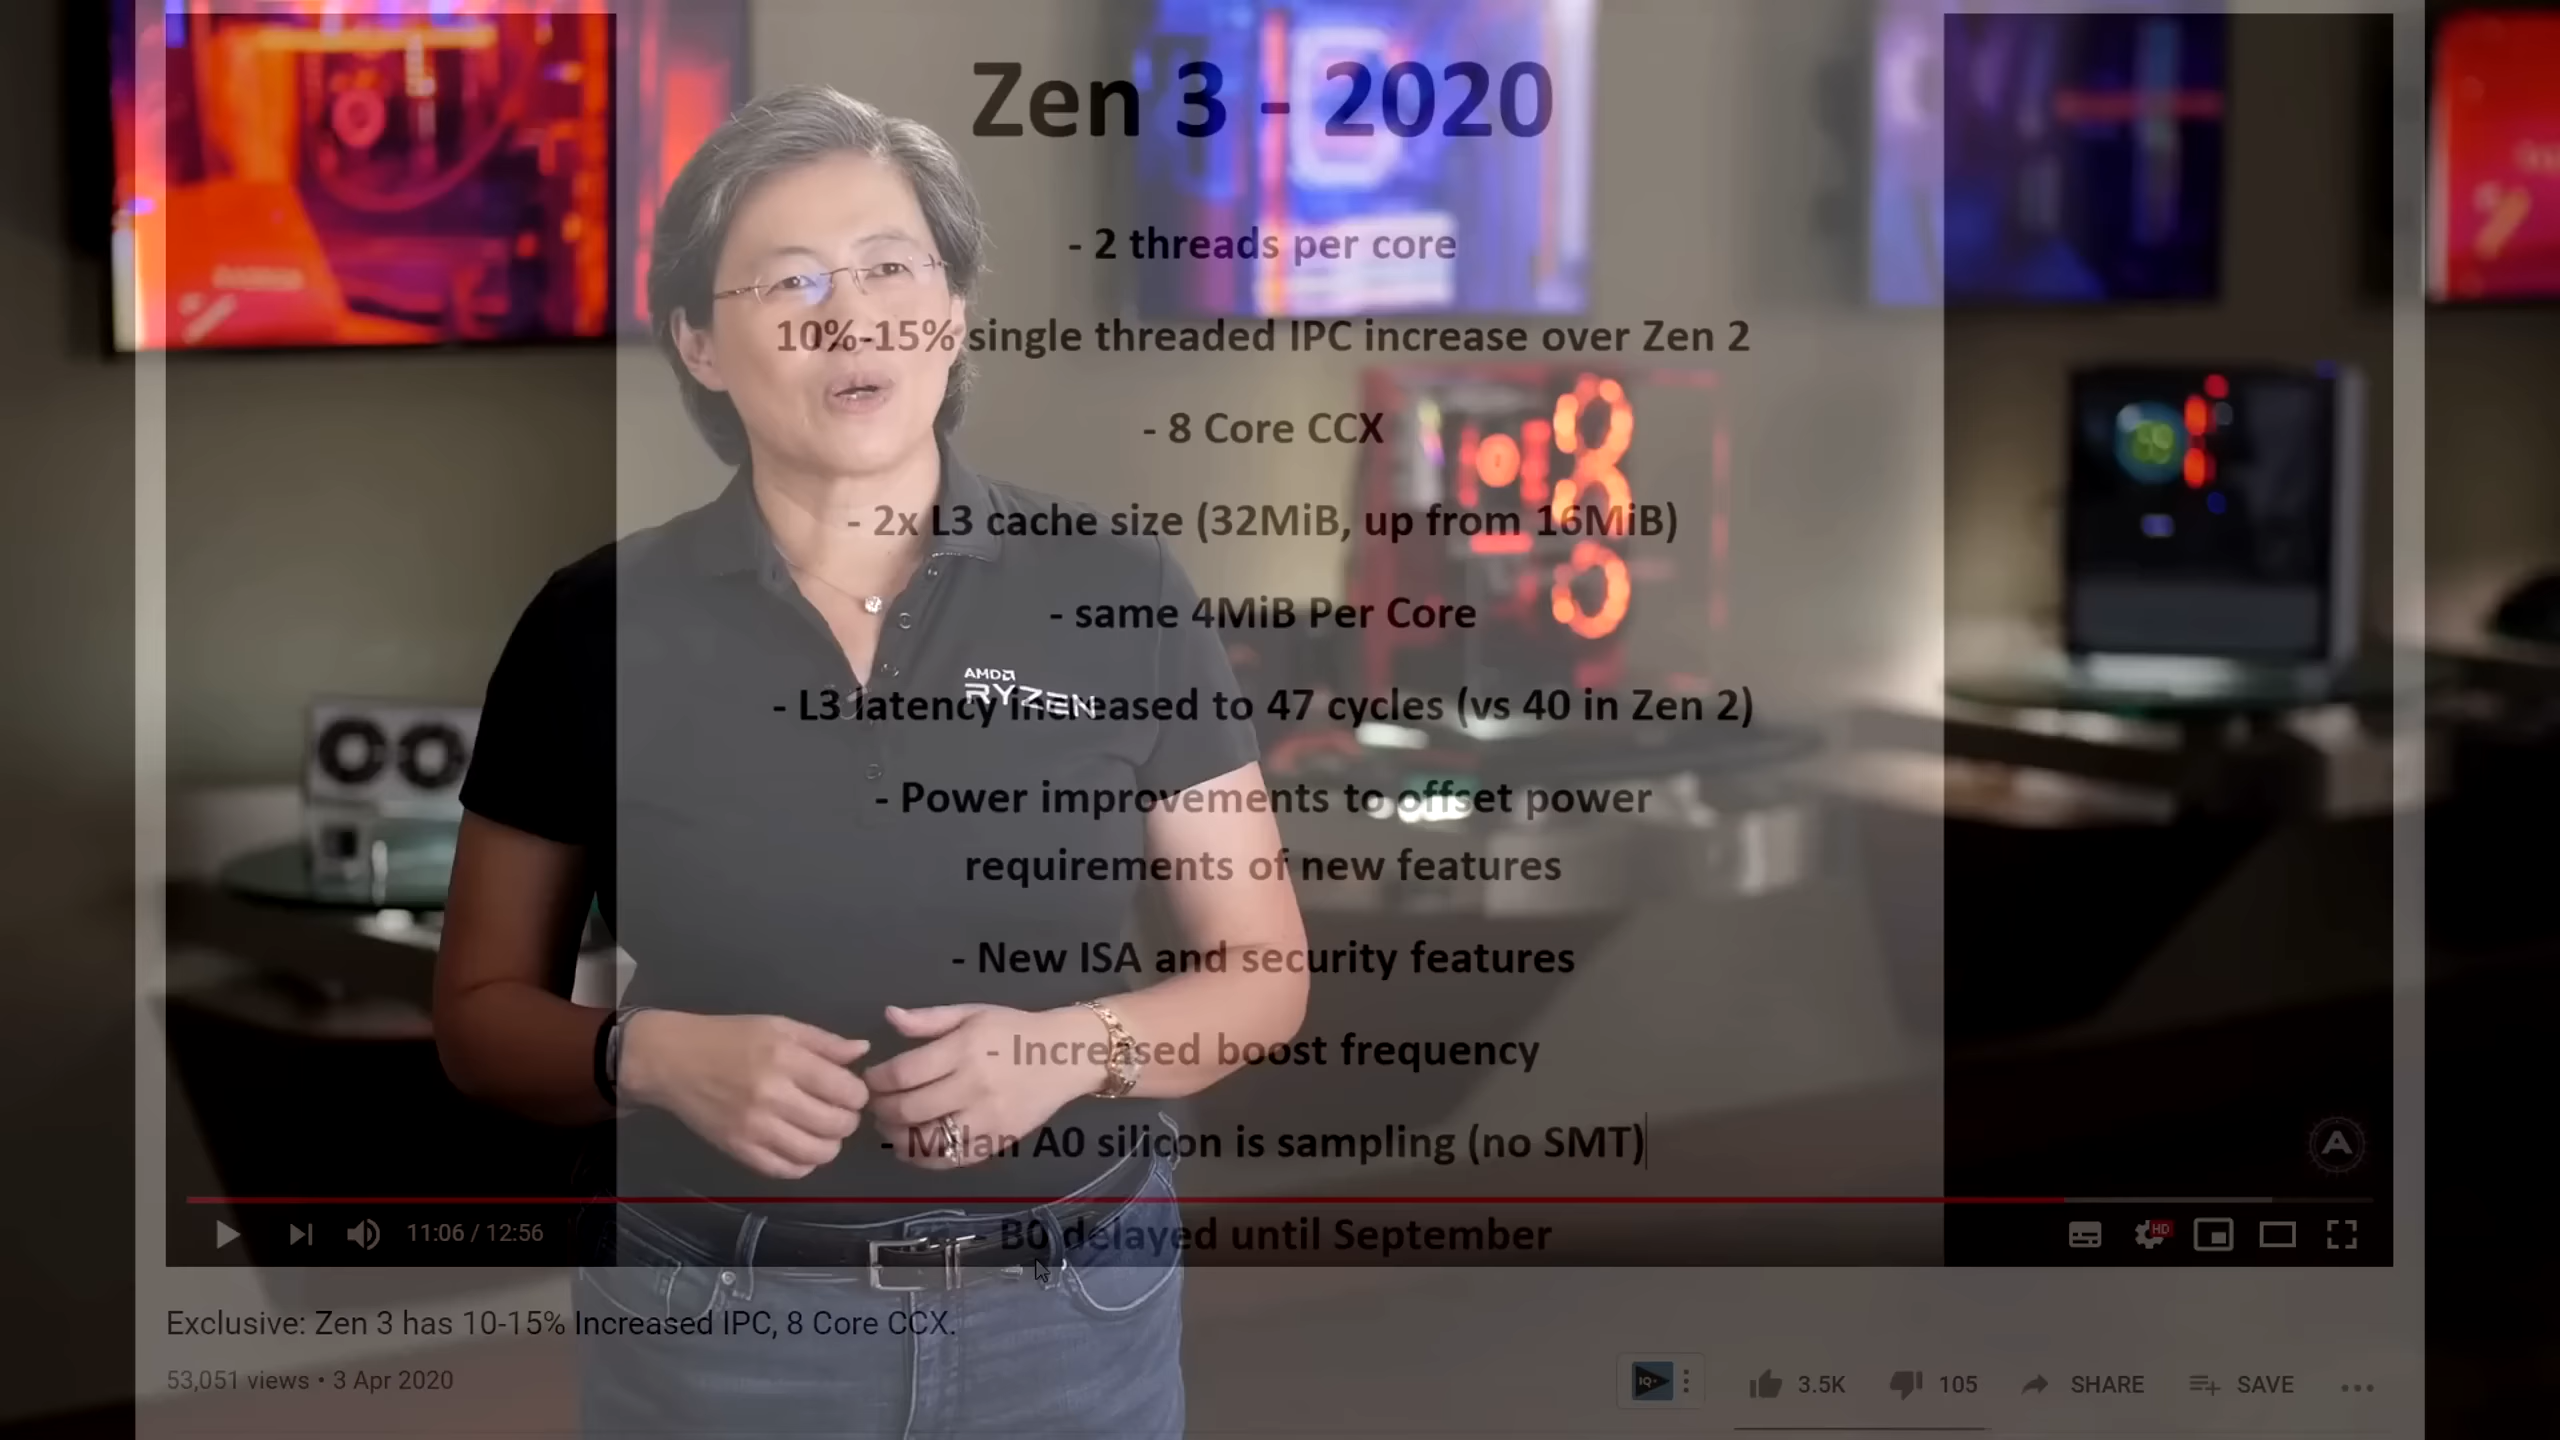 Zen 3 - 2020
- 2 threads per core
10%-15% single threaded IPC increase over Zen 2
- 8 Core CCX
- 2x L3 cache size (32MiB, up from 16MiB)
- same 4MiB Per Core
AMD
RYZEN
- L3 latency increased to 47 cycles (vs 40 in Zen 2)
- Power improvements to offset power
requirements of new features
- New ISA and security features
- Increased boost frequency
- Milan A0 silicon is sampling (no SMT)
B0 delayed until September
A
11:06 / 12:56
HD
Exclusive: Zen 3 has 10-15% Increased IPC, 8 Core CCX.
53,051 views • 3 Apr 2020
IQ
3.5K
105
SHARE
SAVE